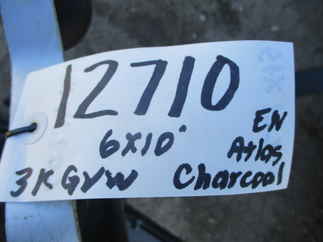 12710
6x10'
EN
Atlas
3K GVW Charcoal